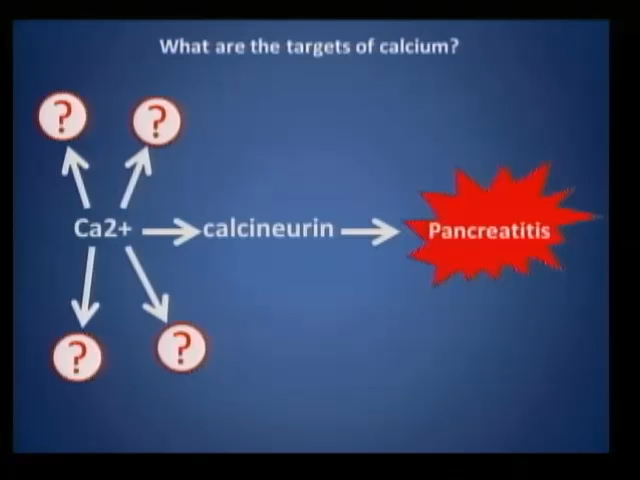 What are the targets of calcium?
? ?
Ca2+ calcineurin Pancreatitis
? ?